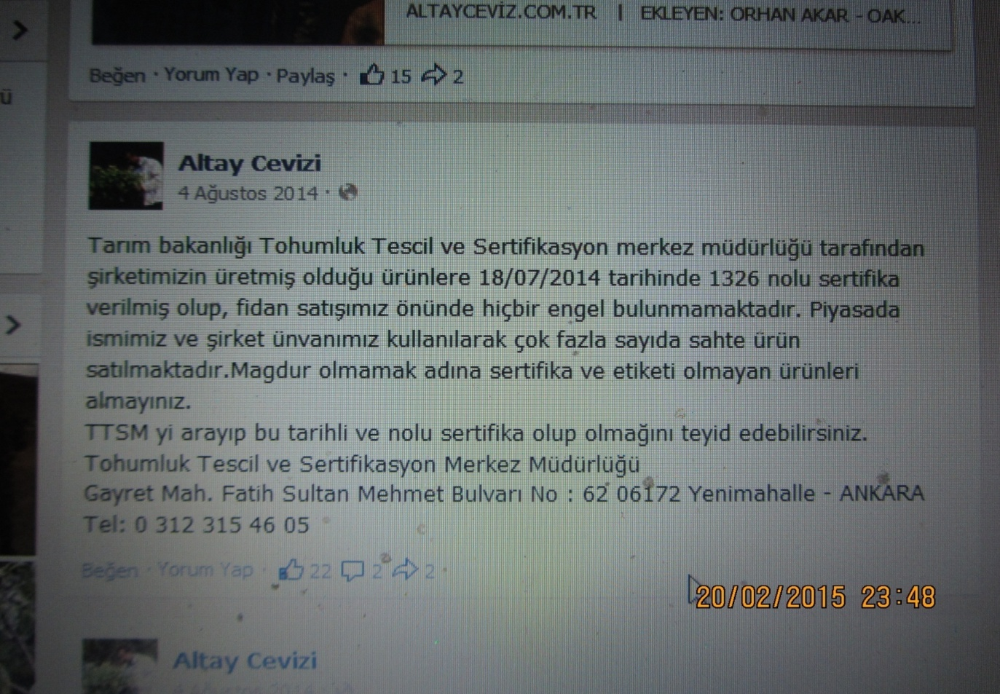 ALTAYCEVİZ.COM.TR | EKLEYEN: ORHAN AKAR - OAK...
Beğen · Yorum Yap · Paylaş · 15 2
ü
Altay Cevizi
4 Ağustos 2014 ·
Tarım bakanlığı Tohumluk Tescil ve Sertifikasyon merkez müdürlüğü tarafından
şirketimizin üretmiş olduğu ürünlere 18/07/2014 tarihinde 1326 nolu sertifika
verilmiş olup, fidan satışımız önünde hiçbir engel bulunmamaktadır. Piyasada
ismimiz ve şirket ünvanımız kullanılarak çok fazla sayıda sahte ürün
satılmaktadır.Magdur olmamak adına sertifika ve etiketi olmayan ürünleri
almayınız.
TTSM yi arayıp bu tarihli ve nolu sertifika olup olmağını teyid edebilirsiniz.
Tohumluk Tescil ve Sertifikasyon Merkez Müdürlüğü
Gayret Mah. Fatih Sultan Mehmet Bulvarı No : 62 06172 Yenimahalle - ANKARA
Tel: 0 312 315 46 05
Beğen · Yorum Yap · 22 2 2 ·
20/02/2015 23:48
Altay Cevizi
4 Ağustos 2014